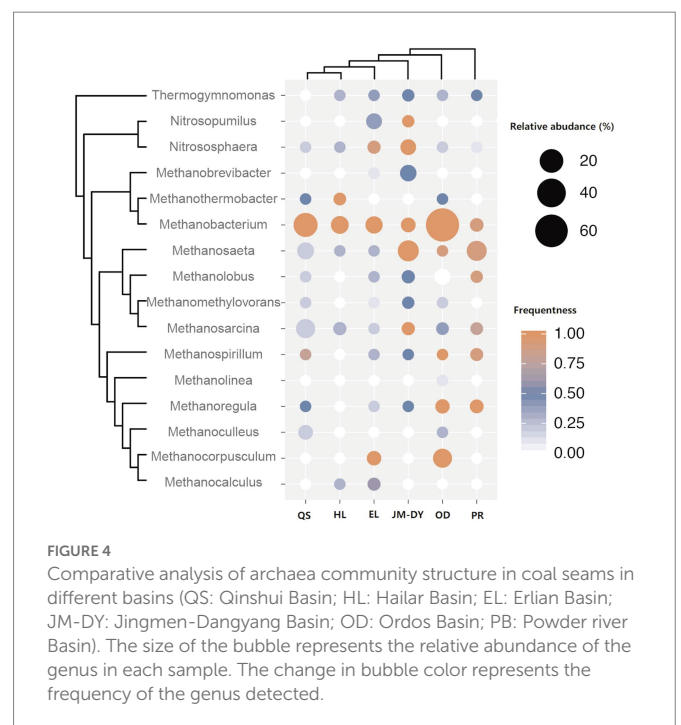 Thermogymnomonas
Nitrosopumilus
Nitrososphaera
Methanobrevibacter
Methanothermobacter
Methanobacterium
Methanosaeta
Methanolobus
Methanomethylovorans
Methanosarcina
Methanospirillum
Methanolinea
Methanoregula
Methanoculleus
Methanocorpusculum
Methanocalculus
QS HL EL JM-DY OD PR
Relative abudance (%)
20
40
60
Frequentness
1.00
0.75
0.50
0.25
0.00
FIGURE 4
Comparative analysis of archaea community structure in coal seams in
different basins (QS: Qinshui Basin; HL: Hailar Basin; EL: Erlian Basin;
JM-DY: Jingmen-Dangyang Basin; OD: Ordos Basin; PB: Powder river
Basin). The size of the bubble represents the relative abundance of the
genus in each sample. The change in bubble color represents the
frequency of the genus detected.